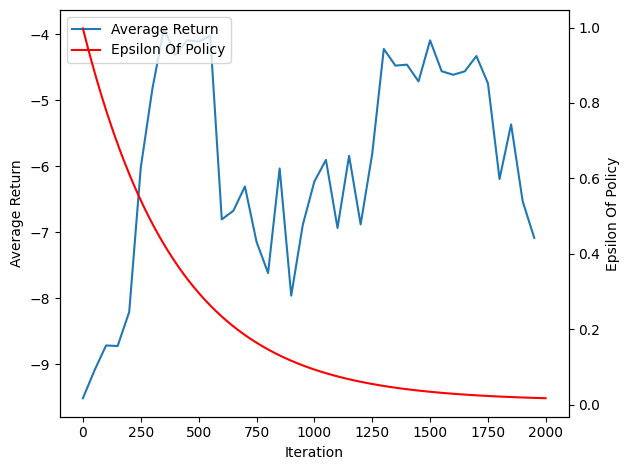 Average Return
Epsilon Of Policy
−4
−5
−6
−7
−8
−9
Average Return
1.0
0.8
0.6
0.4
0.2
0.0
Epsilon Of Policy
0 250 500 750 1000 1250 1500 1750 2000
Iteration